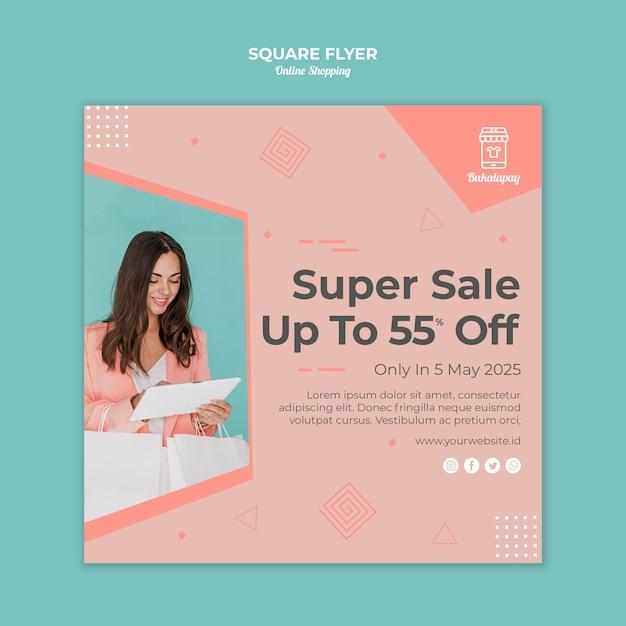 SQUARE FLYER
Online Shopping
Bukalapay
Super Sale
Up To 55% Off
Only In 5 May 2025
Lorem ipsum dolor sit amet, consectetur
adipiscing elit. Donec fringilla neque euismod
volutpat cursus. Vestibulum ac pretium orci,
www.yourwebsite.id